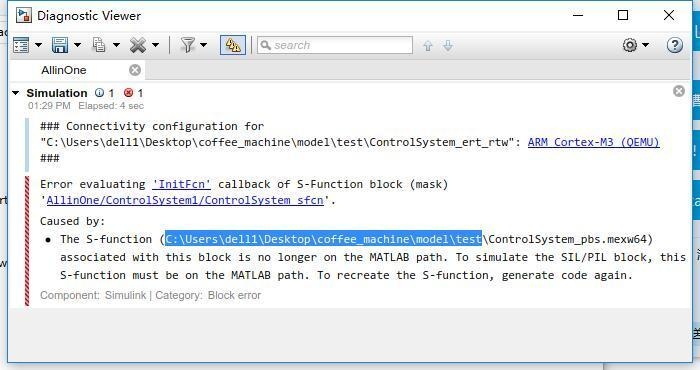 Diagnostic Viewer
search
AllinOne
Simulation 1 1
01:29 PM Elapsed: 4 sec
### Connectivity configuration for
"C:\Users\dell1\Desktop\coffee_machine\model\test\ControlSystem_ert_rtw": ARM Cortex-M3 (QEMU)
###
Error evaluating 'InitFcn' callback of S-Function block (mask)
'AllinOne/ControlSystem1/ControlSystem_sfcn'.
Caused by:
• The S-function (C:\Users\dell1\Desktop\coffee_machine\model\test\ControlSystem_pbs.mexw64)
associated with this block is no longer on the MATLAB path. To simulate the SIL/PIL block, this
S-function must be on the MATLAB path. To recreate the S-function, generate code again.
Component: Simulink | Category: Block error